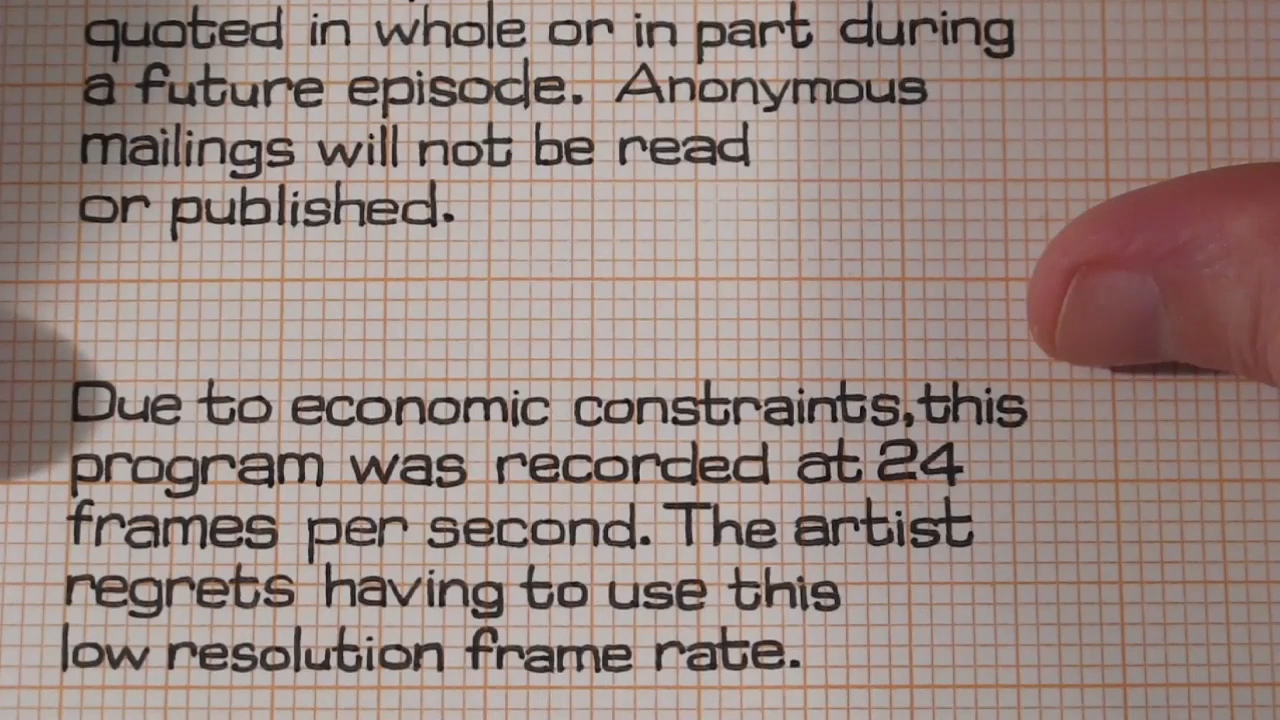 quoted in whole or in part during
a future episode. Anonymous
mailings will not be read
or published.
Due to economic constraints, this
program was recorded at 24
frames per second. The artist
regrets having to use this
low resolution frame rate.